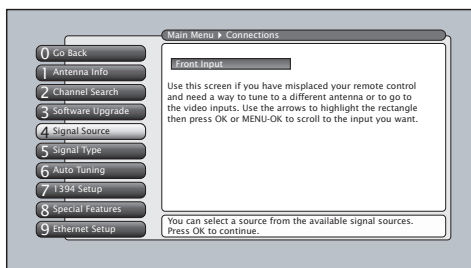 Main Menu ▸ Connections
0 Go Back
1 Antenna Info
2 Channel Search
3 Software Upgrade
4 Signal Source
5 Signal Type
6 Auto Tuning
7 1394 Setup
8 Special Features
9 Ethernet Setup
Front Input
Use this screen if you have misplaced your remote control
and need a way to tune to a different antenna or to go to
the video inputs. Use the arrows to highlight the rectangle
then press OK or MENU-OK to scroll to the input you want.
You can select a source from the available signal sources.
Press OK to continue.